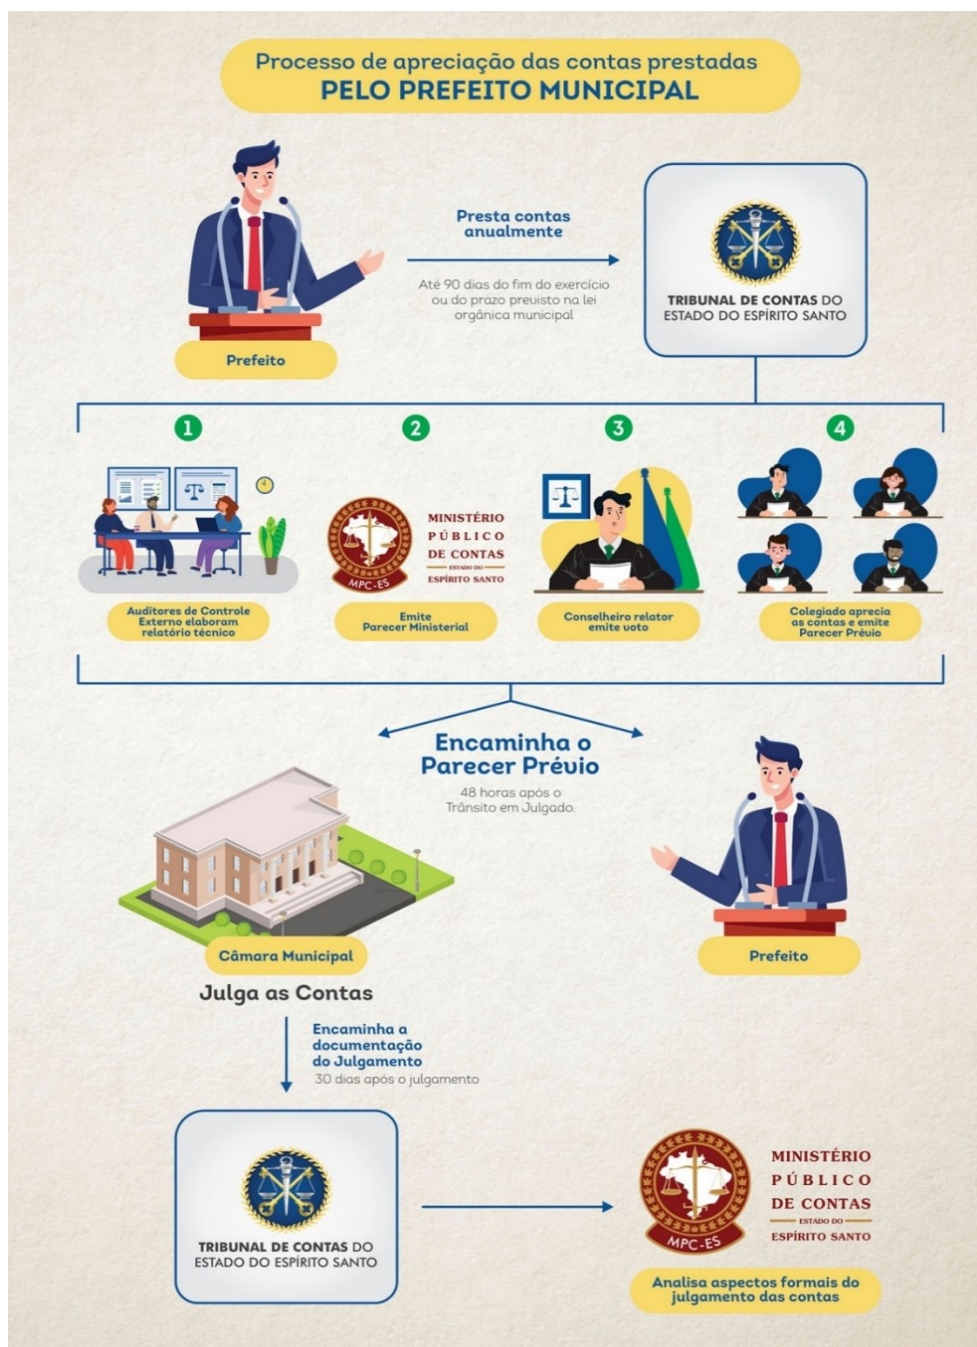 Processo de apreciação das contas prestadas
PELO PREFEITO MUNICIPAL
Presta contas
anualmente
Até 90 dias do fim do exercício
ou do prazo previsto na lei
orgânica municipal
TRIBUNAL DE CONTAS DO
ESTADO DO ESPÍRITO SANTO
Prefeito
1
2
3
4
MPC-ES
MINISTÉRIO
PÚBLICO
DE CONTAS
ESTADO DO
ESPÍRITO SANTO
Auditores de Controle
Externo elaboram
relatório técnico
Emite
Parecer Ministerial
Conselheiro relator
emite voto
Colegiado aprecia
as contas e emite
Parecer Prévio
Encaminha o
Parecer Prévio
48 horas após o
Trânsito em Julgado.
Câmara Municipal
Prefeito
Julga as Contas
Encaminha a
documentação
do Julgamento
30 dias após o julgamento
TRIBUNAL DE CONTAS DO
ESTADO DO ESPÍRITO SANTO
MPC-ES
MINISTÉRIO
PÚBLICO
DE CONTAS
ESTADO DO
ESPÍRITO SANTO
Analisa aspectos formais do
julgamento das contas